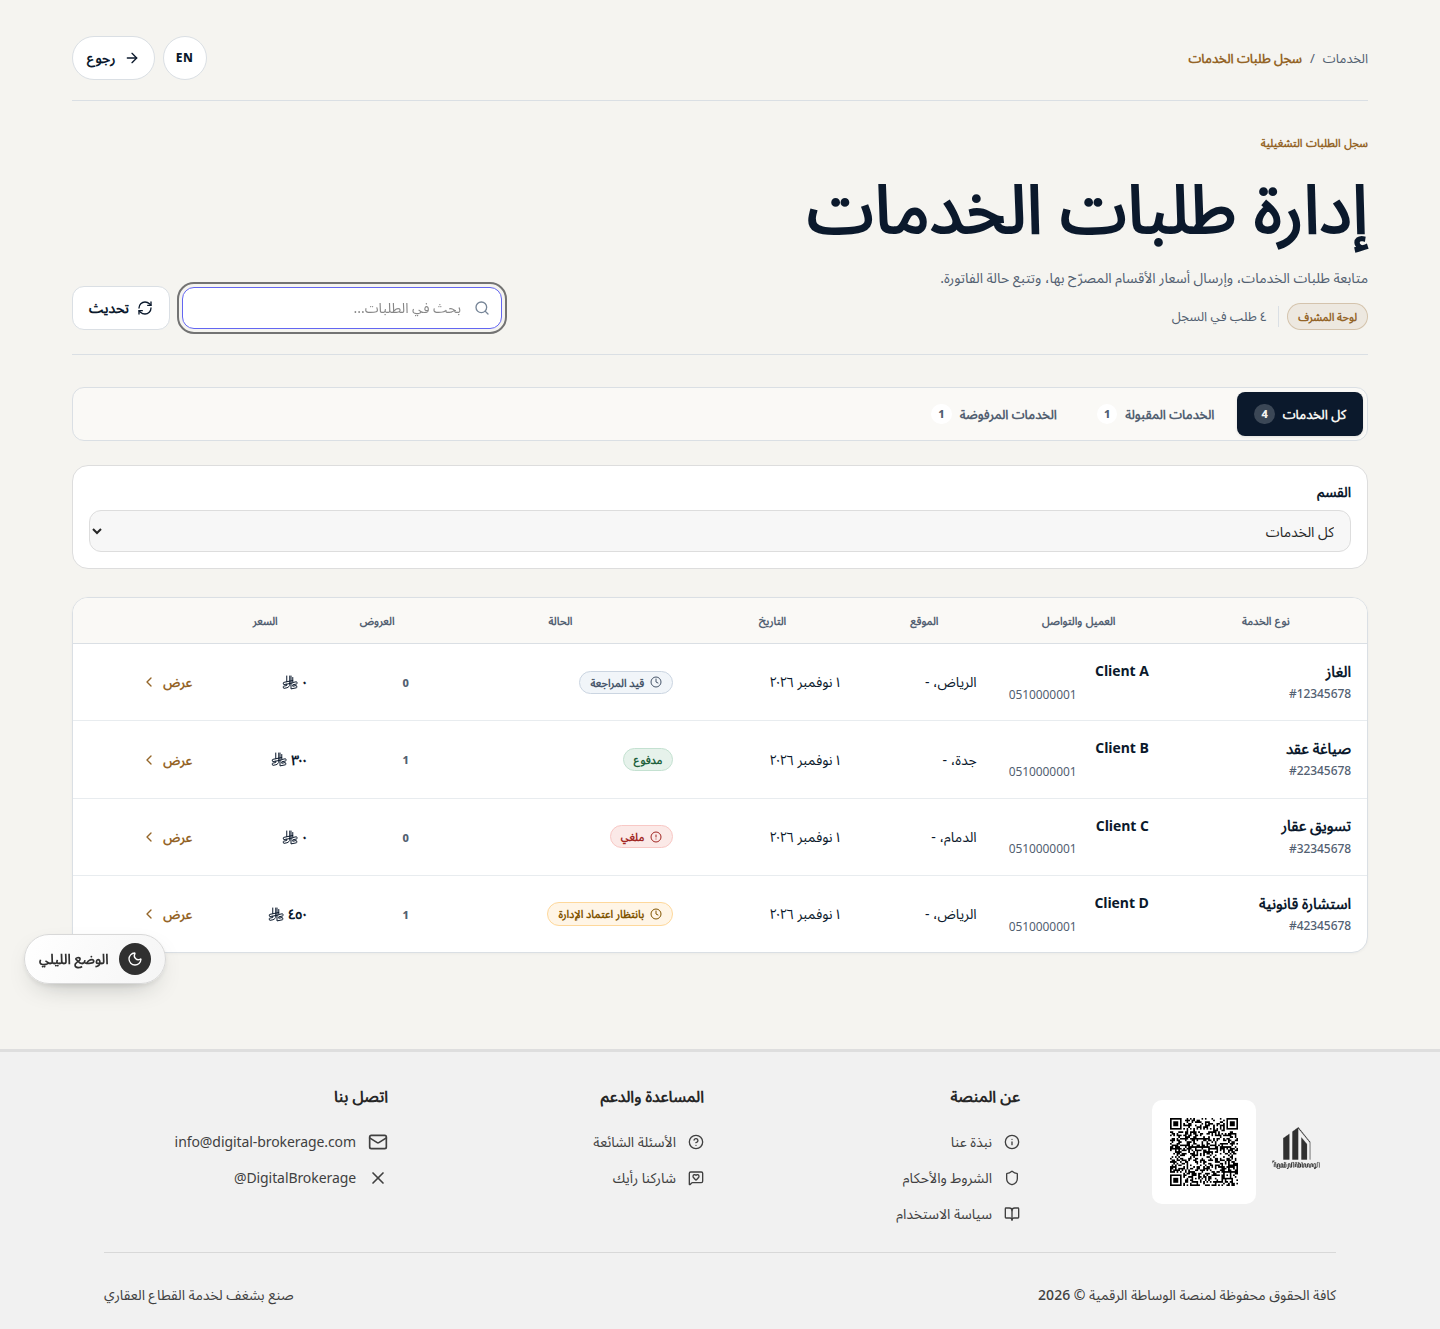 الخدمات / سجل طلبات الخدمات
EN
رجوع
سجل الطلبات التشغيلية
إدارة طلبات الخدمات
متابعة طلبات الخدمات، وإرسال أسعار الأقسام المصرّح بها، وتتبع حالة الفاتورة.
لوحة المشرف
٤ طلب في السجل
بحث في الطلبات...
تحديث
كل الخدمات 4
الخدمات المقبولة 1
الخدمات المرفوضة 1
القسم
كل الخدمات
نوع الخدمة العميل والتواصل الموقع التاريخ الحالة العروض السعر
الغاز Client A الرياض، - ١ نوفمبر ٢٠٢٦ قيد المراجعة 0 ٠ عرض
#12345678 0510000001
صياغة عقد Client B جدة، - ١ نوفمبر ٢٠٢٦ مدفوع 1 ٣٠٠ عرض
#22345678 0510000001
تسويق عقار Client C الدمام، - ١ نوفمبر ٢٠٢٦ ملغي 0 ٠ عرض
#32345678 0510000001
استشارة قانونية Client D الرياض، - ١ نوفمبر ٢٠٢٦ بانتظار اعتماد الإدارة 1 ٤٥٠ عرض
#42345678 0510000001
الوضع الليلي
عن المنصة
نبذة عنا
الشروط والأحكام
سياسة الاستخدام
المساعدة والدعم
الأسئلة الشائعة
شاركنا رأيك
اتصل بنا
info@digital-brokerage.com
@DigitalBrokerage
كافة الحقوق محفوظة لمنصة الوساطة الرقمية © 2026
صنع بشغف لخدمة القطاع العقاري